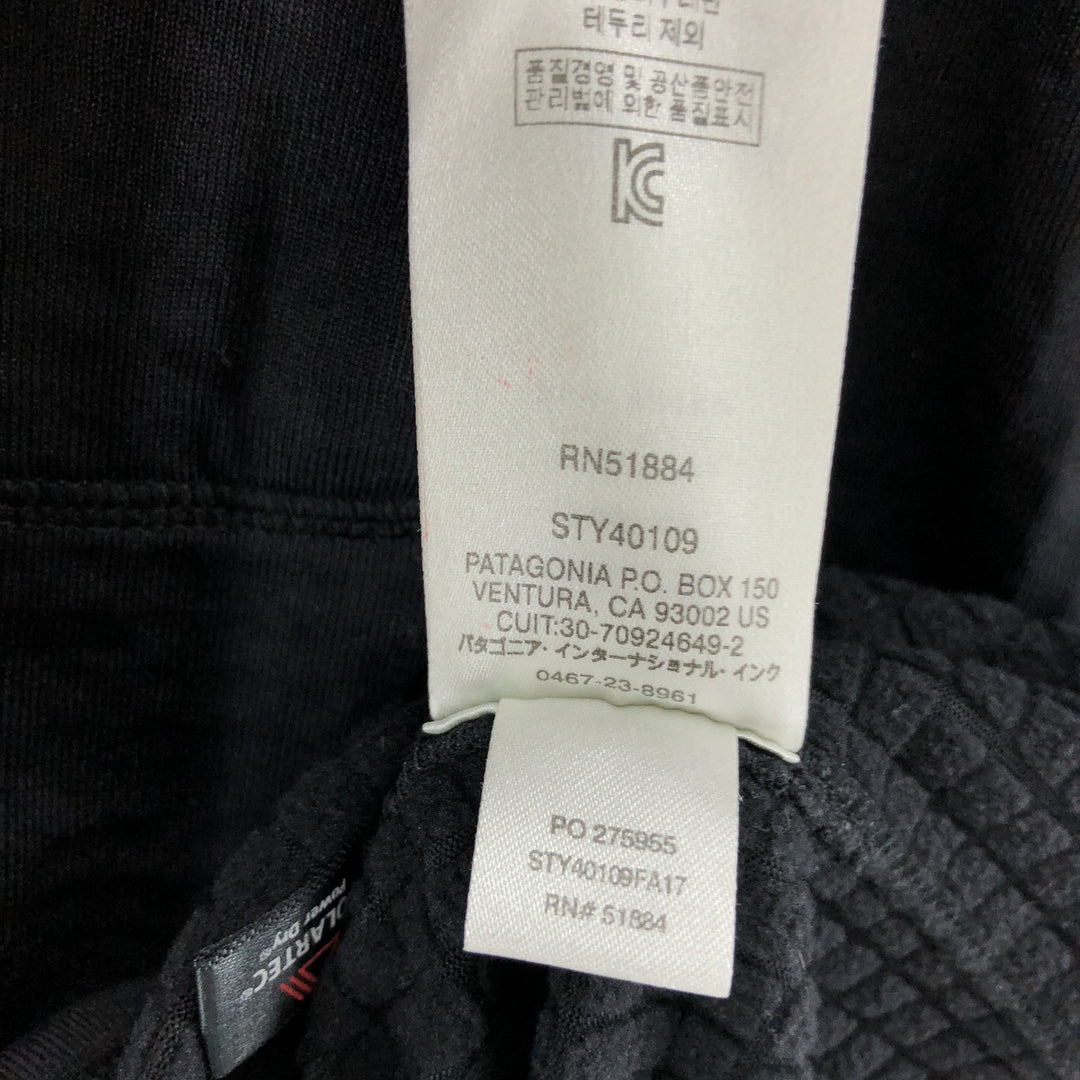 테두리 제외
품질경영 및 공산품안전
관리법에 의한 품질표시
RN51884
STY40109
PATAGONIA P.O. BOX 150
VENTURA, CA 93002 US
CUIT:30-70924649-2
パタゴニア・インターナショナル・インク
0467-23-8961
PO 275955
STY40109FA17
RN# 51884
OLARTEC®
Power Dry®